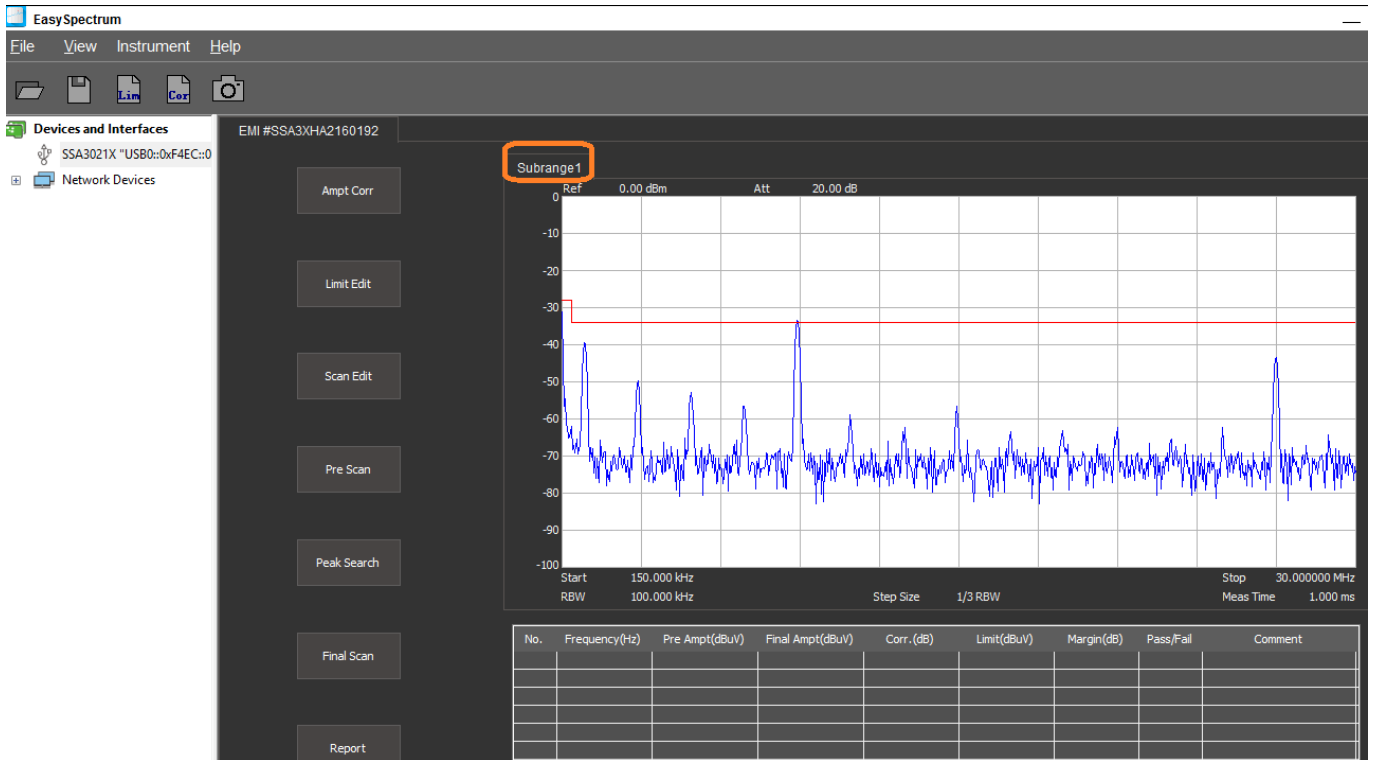 EasySpectrum
File View Instrument Help
Lim Cor
Devices and Interfaces
SSA3021X "USB0::0xF4EC::0
Network Devices
EMI #SSA3XHA2160192
Ampt Corr
Limit Edit
Scan Edit
Pre Scan
Peak Search
Final Scan
Report
Subrange1
Ref 0.00 dBm Att 20.00 dB
0
-10
-20
-30
-40
-50
-60
-70
-80
-90
-100
Start 150.000 kHz Stop 30.000000 MHz
RBW 100.000 kHz Step Size 1/3 RBW Meas Time 1.000 ms
No. Frequency(Hz) Pre Ampt(dBuV) Final Ampt(dBuV) Corr.(dB) Limit(dBuV) Margin(dB) Pass/Fail Comment